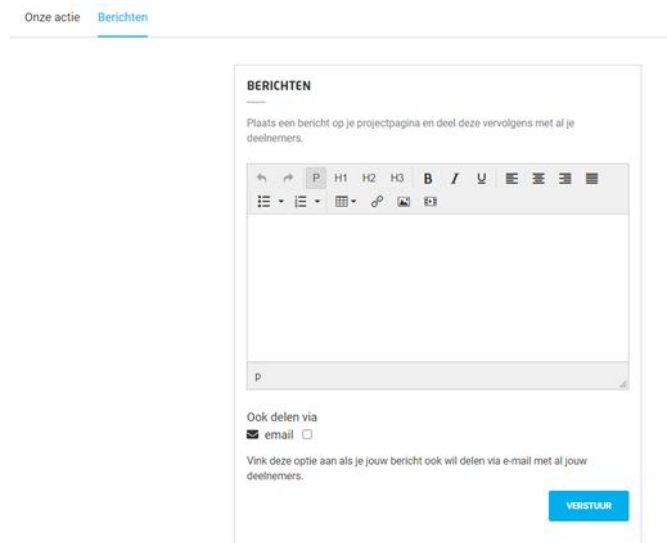 Onze actie Berichten
BERICHTEN
Plaats een bericht op je projectpagina en deel deze vervolgens met al je
deelnemers.
P H1 H2 H3 B I U
p
Ook delen via
email
Vink deze optie aan als je jouw bericht ook wil delen via e-mail met al jouw
deelnemers.
VERSTUUR